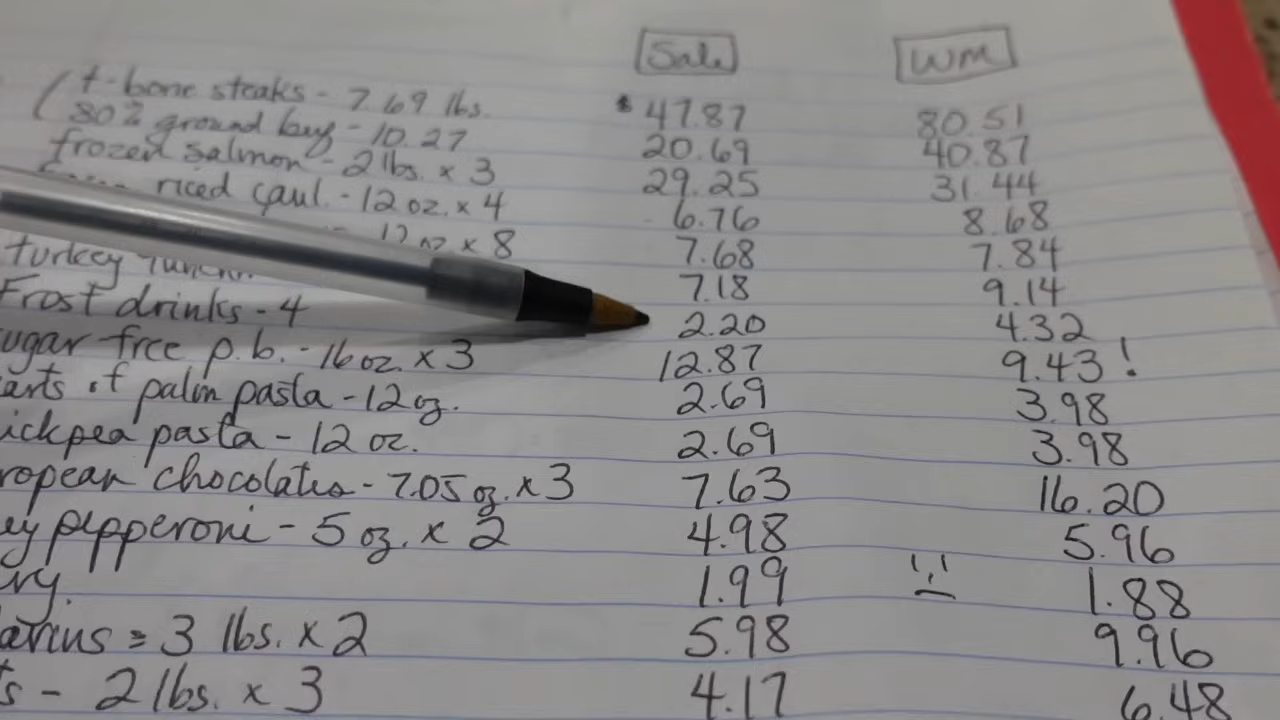 Sale WM
(t-bone steaks - 7.69 lbs. $47.87 80.51
80% ground beef - 10.27 20.69 40.87
frozen salmon - 2 lbs. x 3 29.25 31.44
riced caul. - 12 oz. x 4 6.76 8.68
12 oz x 8 7.68 7.84
turkey 7.18 9.14
Frost drinks - 4 2.20 4.32
ugar free p.b. - 16 oz. x 3 12.87 9.43!
arts of palm pasta - 12 oz. 2.69 3.98
ickpea pasta - 12 oz. 2.69 3.98
ropean chocolates - 7.05 oz. x 3 7.63 16.20
ey pepperoni - 5 oz. x 2 4.98 5.96
ry. 1.99 1.88
3 lbs. x 2 5.98 9.96
ts - 2 lbs. x 3 4.17 6.48